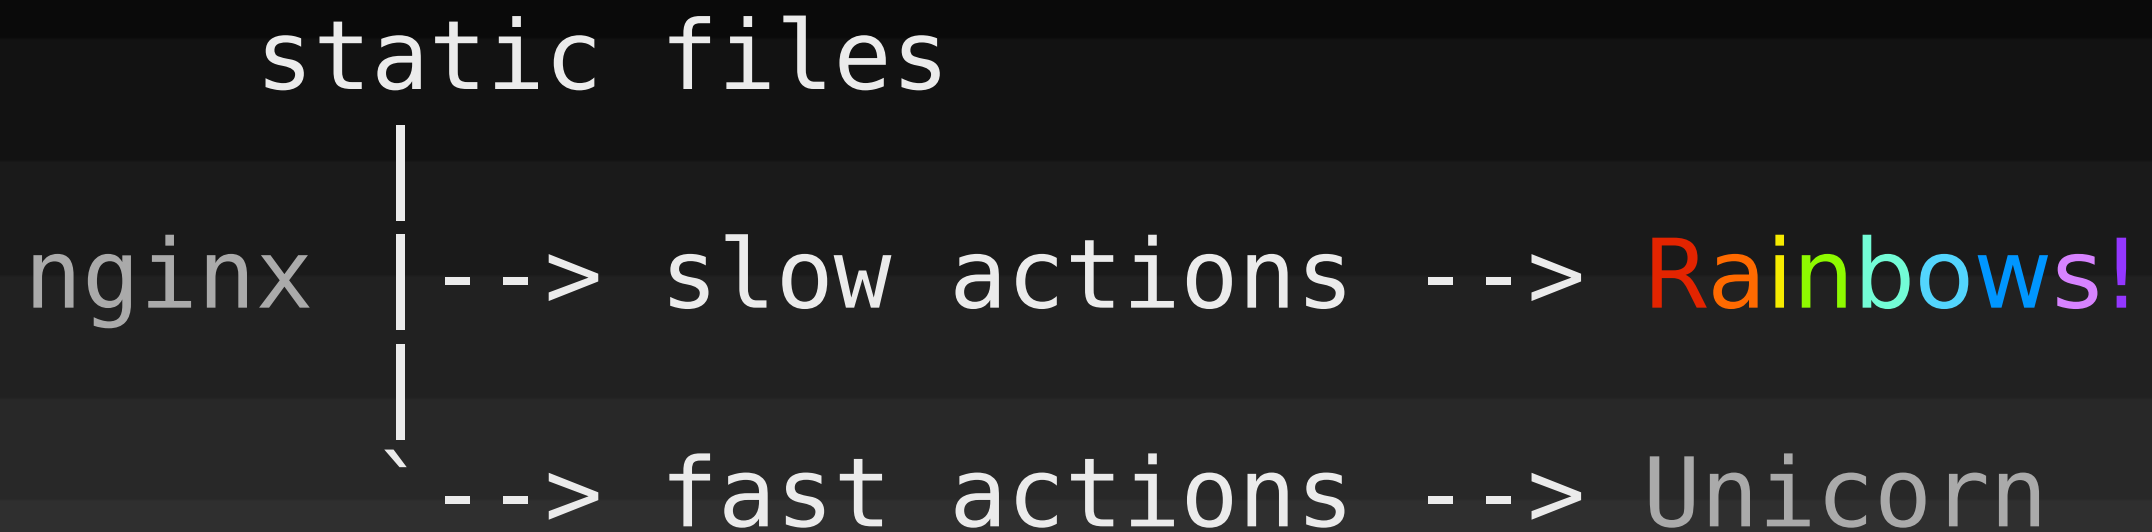 static files
|
nginx |--> slow actions --> Rainbows!
|
`--> fast actions --> Unicorn